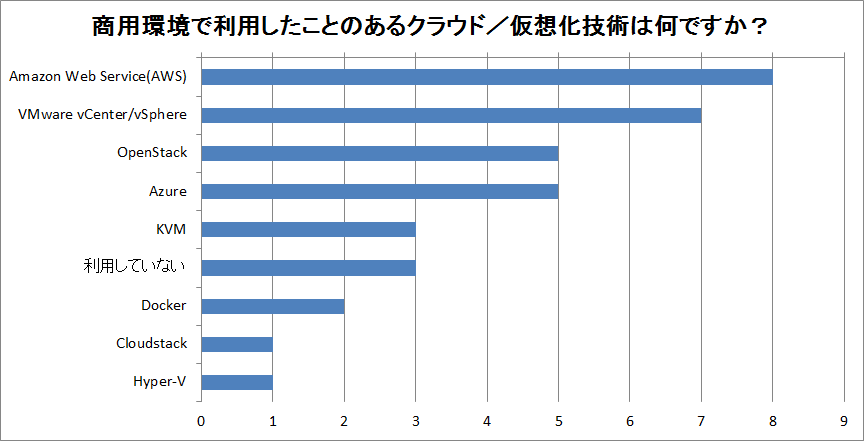 商用環境で利用したことのあるクラウド／仮想化技術は何ですか？
Amazon Web Service(AWS)
VMware vCenter/vSphere
OpenStack
Azure
KVM
利用していない
Docker
Cloudstack
Hyper-V
0 1 2 3 4 5 6 7 8 9